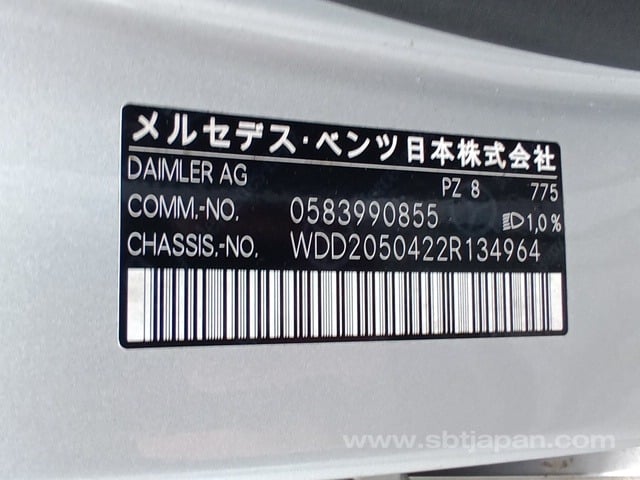 メルセデス・ベンツ日本株式会社
DAIMLER AG PZ 8 775
COMM.-NO. 0583990855 1,0%
CHASSIS.-NO. WDD2050422R134964
www.sbtjapan.com